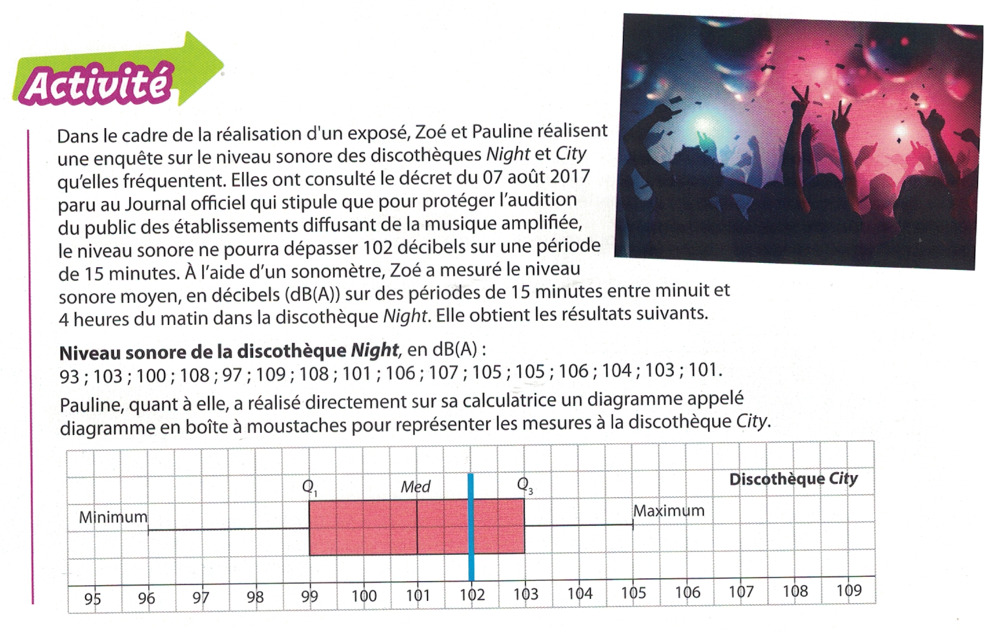 Activité
Dans le cadre de la réalisation d'un exposé, Zoé et Pauline réalisent
une enquête sur le niveau sonore des discothèques Night et City
qu'elles fréquentent. Elles ont consulté le décret du 07 août 2017
paru au Journal officiel qui stipule que pour protéger l'audition
du public des établissements diffusant de la musique amplifiée,
le niveau sonore ne pourra dépasser 102 décibels sur une période
de 15 minutes. À l'aide d'un sonomètre, Zoé a mesuré le niveau
sonore moyen, en décibels (dB(A)) sur des périodes de 15 minutes entre minuit et
4 heures du matin dans la discothèque Night. Elle obtient les résultats suivants.
Niveau sonore de la discothèque Night, en dB(A) :
93 ; 103 ; 100 ; 108 ; 97 ; 109 ; 108 ; 101 ; 106 ; 107 ; 105 ; 105 ; 106 ; 104 ; 103 ; 101.
Pauline, quant à elle, a réalisé directement sur sa calculatrice un diagramme appelé
diagramme en boîte à moustaches pour représenter les mesures à la discothèque City.
Discothèque City
Q1 Med Q3
Minimum Maximum
95 96 97 98 99 100 101 102 103 104 105 106 107 108 109